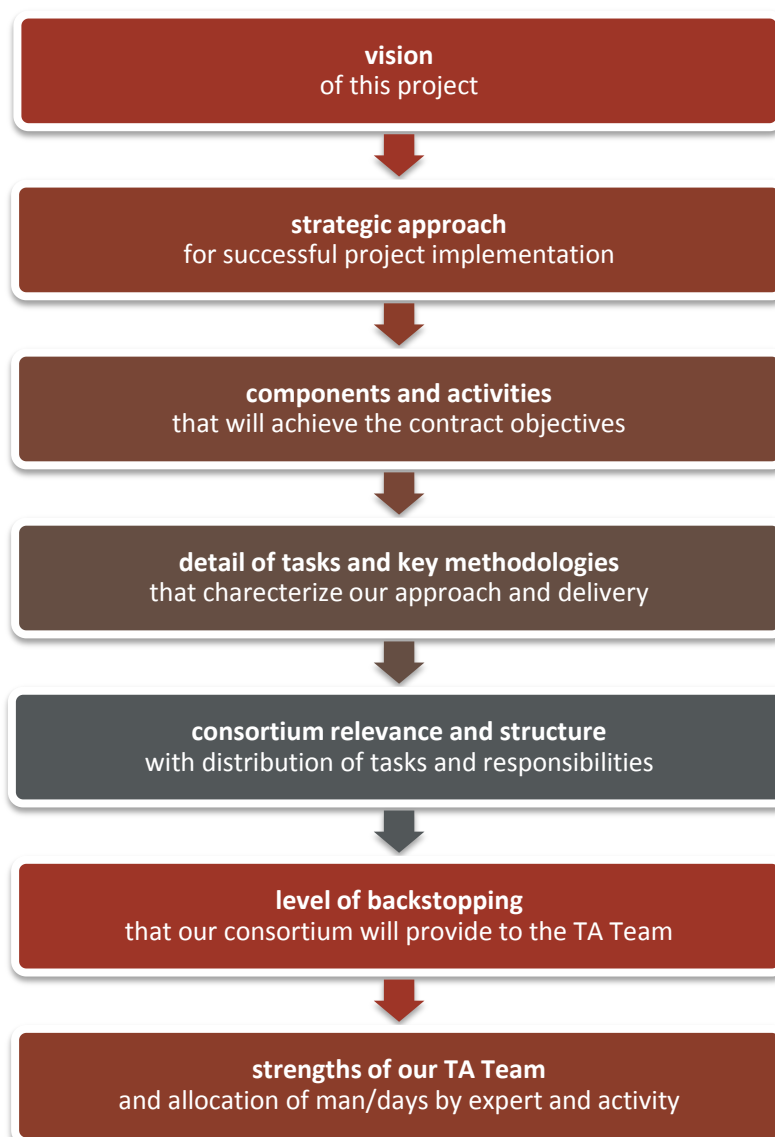 vision
of this project
strategic approach
for successful project implementation
components and activities
that will achieve the contract objectives
detail of tasks and key methodologies
that charecterize our approach and delivery
consortium relevance and structure
with distribution of tasks and responsibilities
level of backstopping
that our consortium will provide to the TA Team
strengths of our TA Team
and allocation of man/days by expert and activity